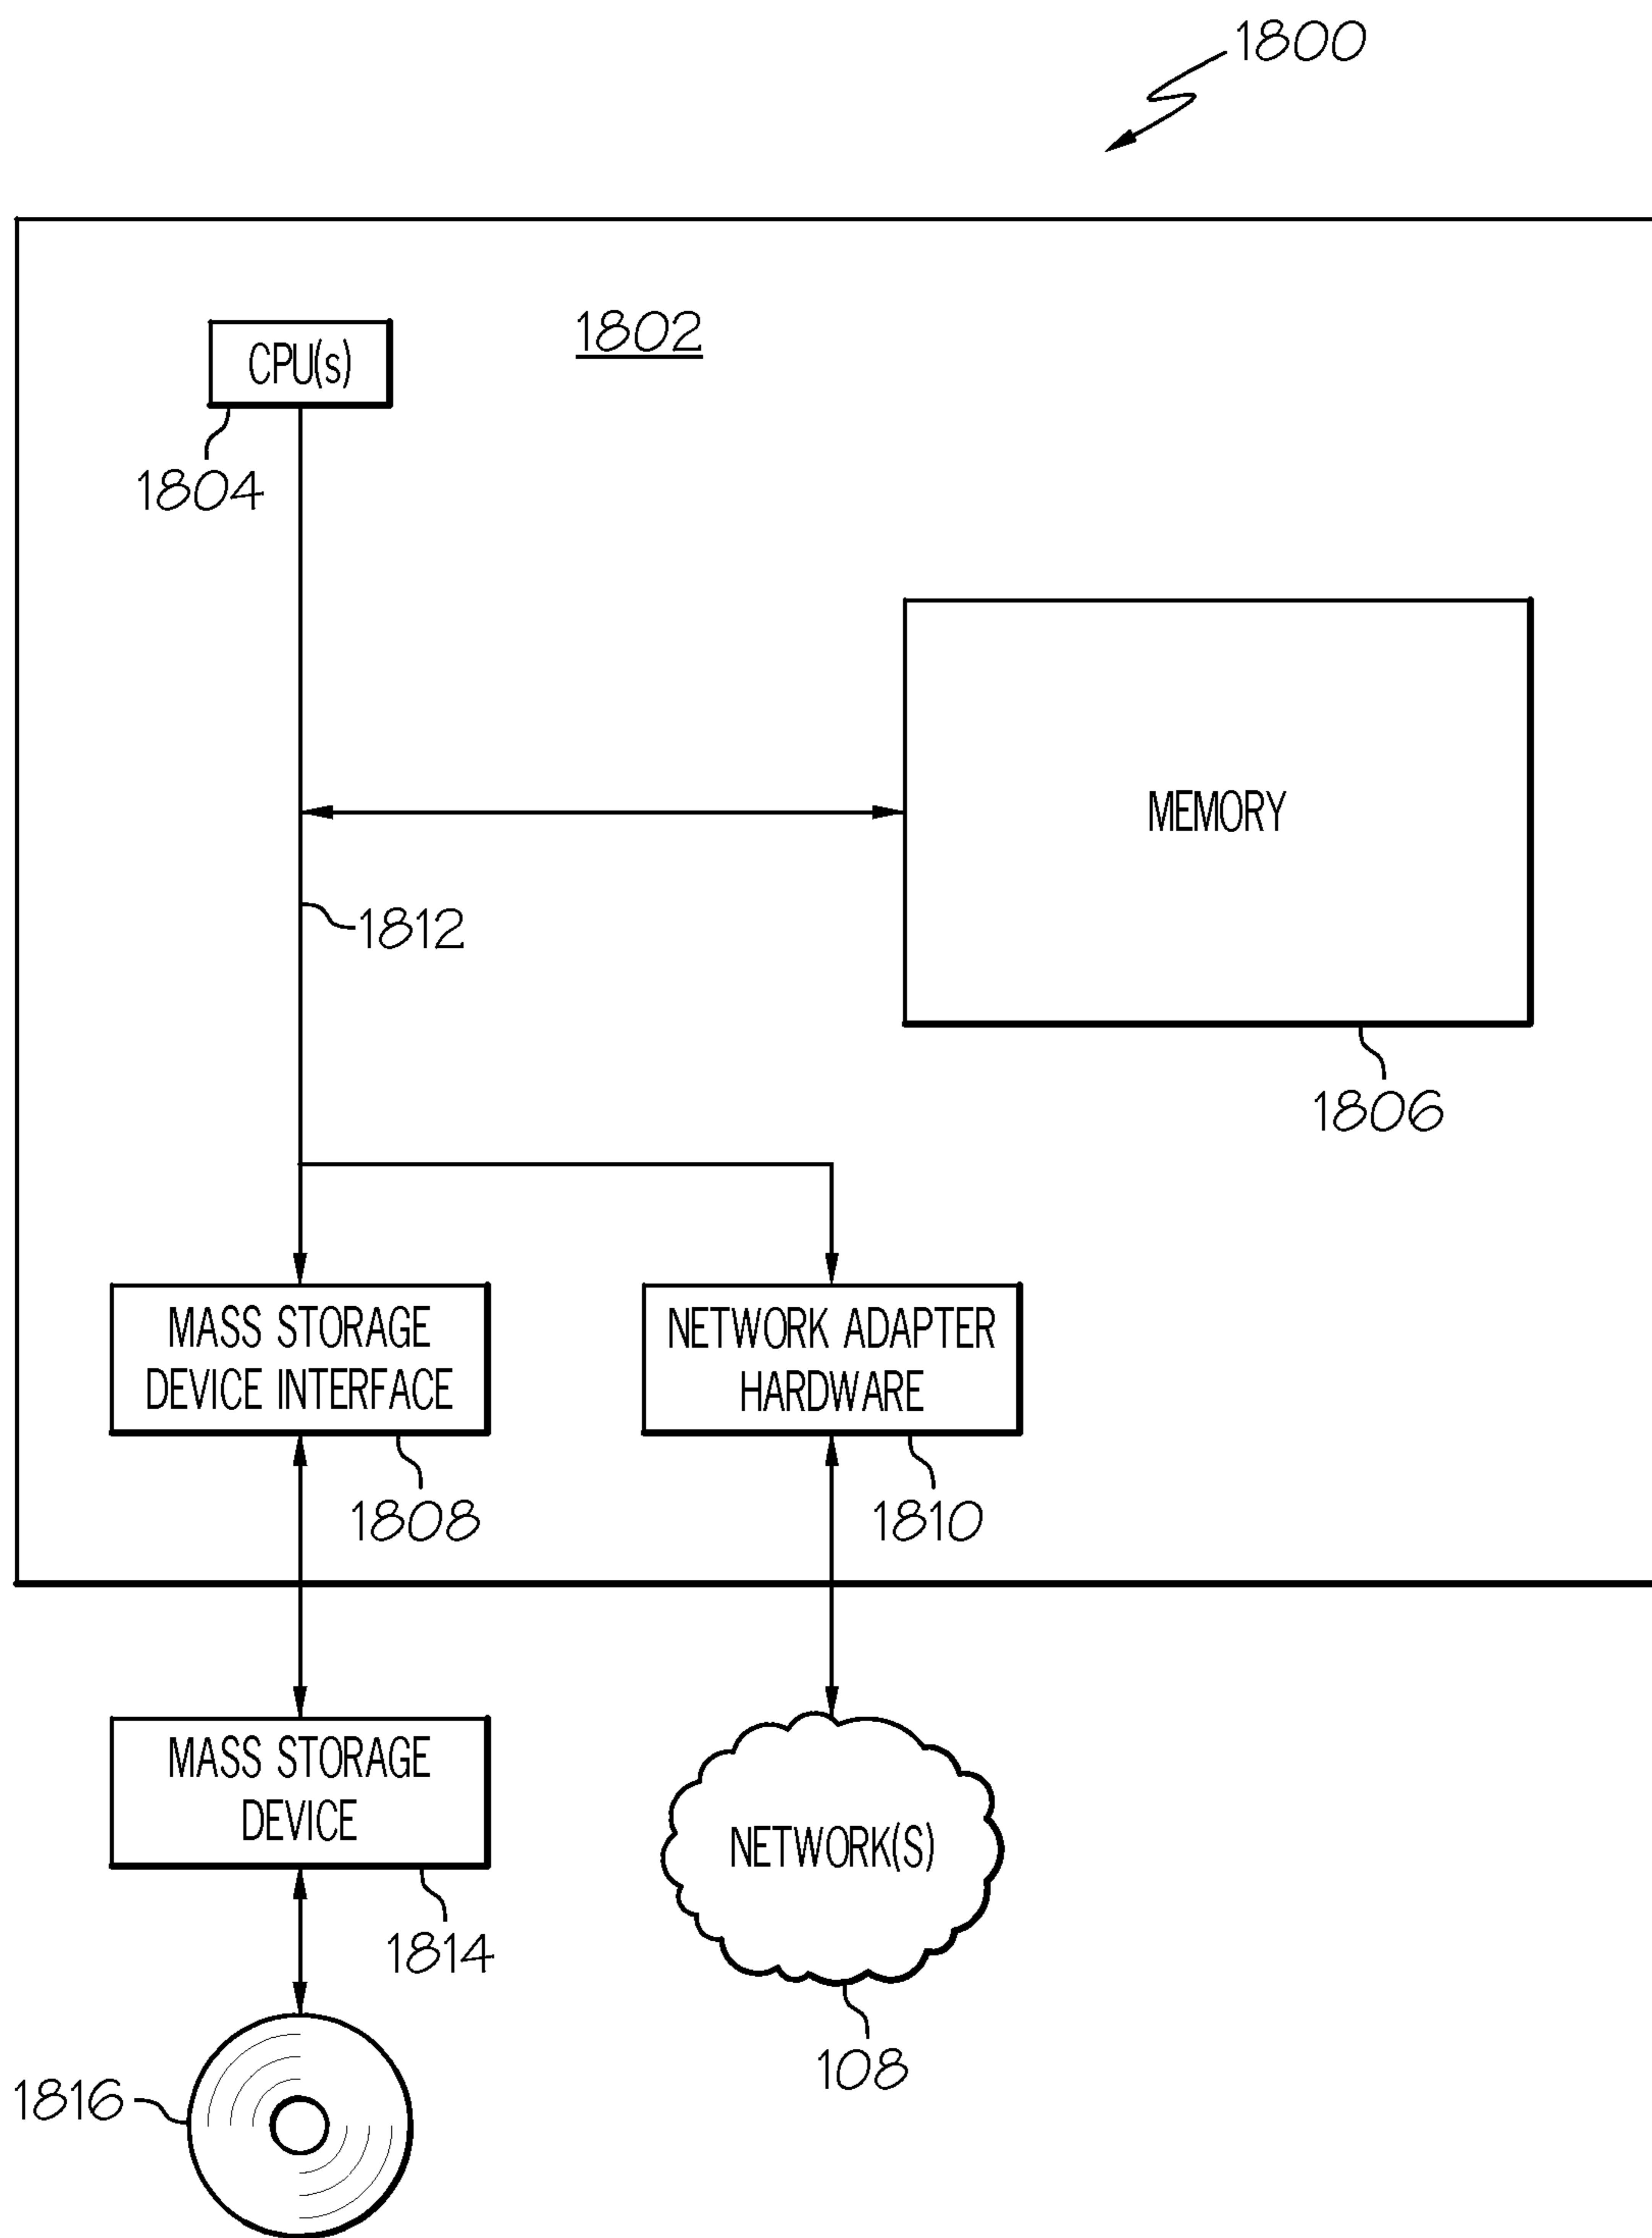 1800
CPU(s)
1802
1804
MEMORY
1812
1806
MASS STORAGE
DEVICE INTERFACE
NETWORK ADAPTER
HARDWARE
1808
1810
MASS STORAGE
DEVICE
NETWORK(S)
1814
108
1816